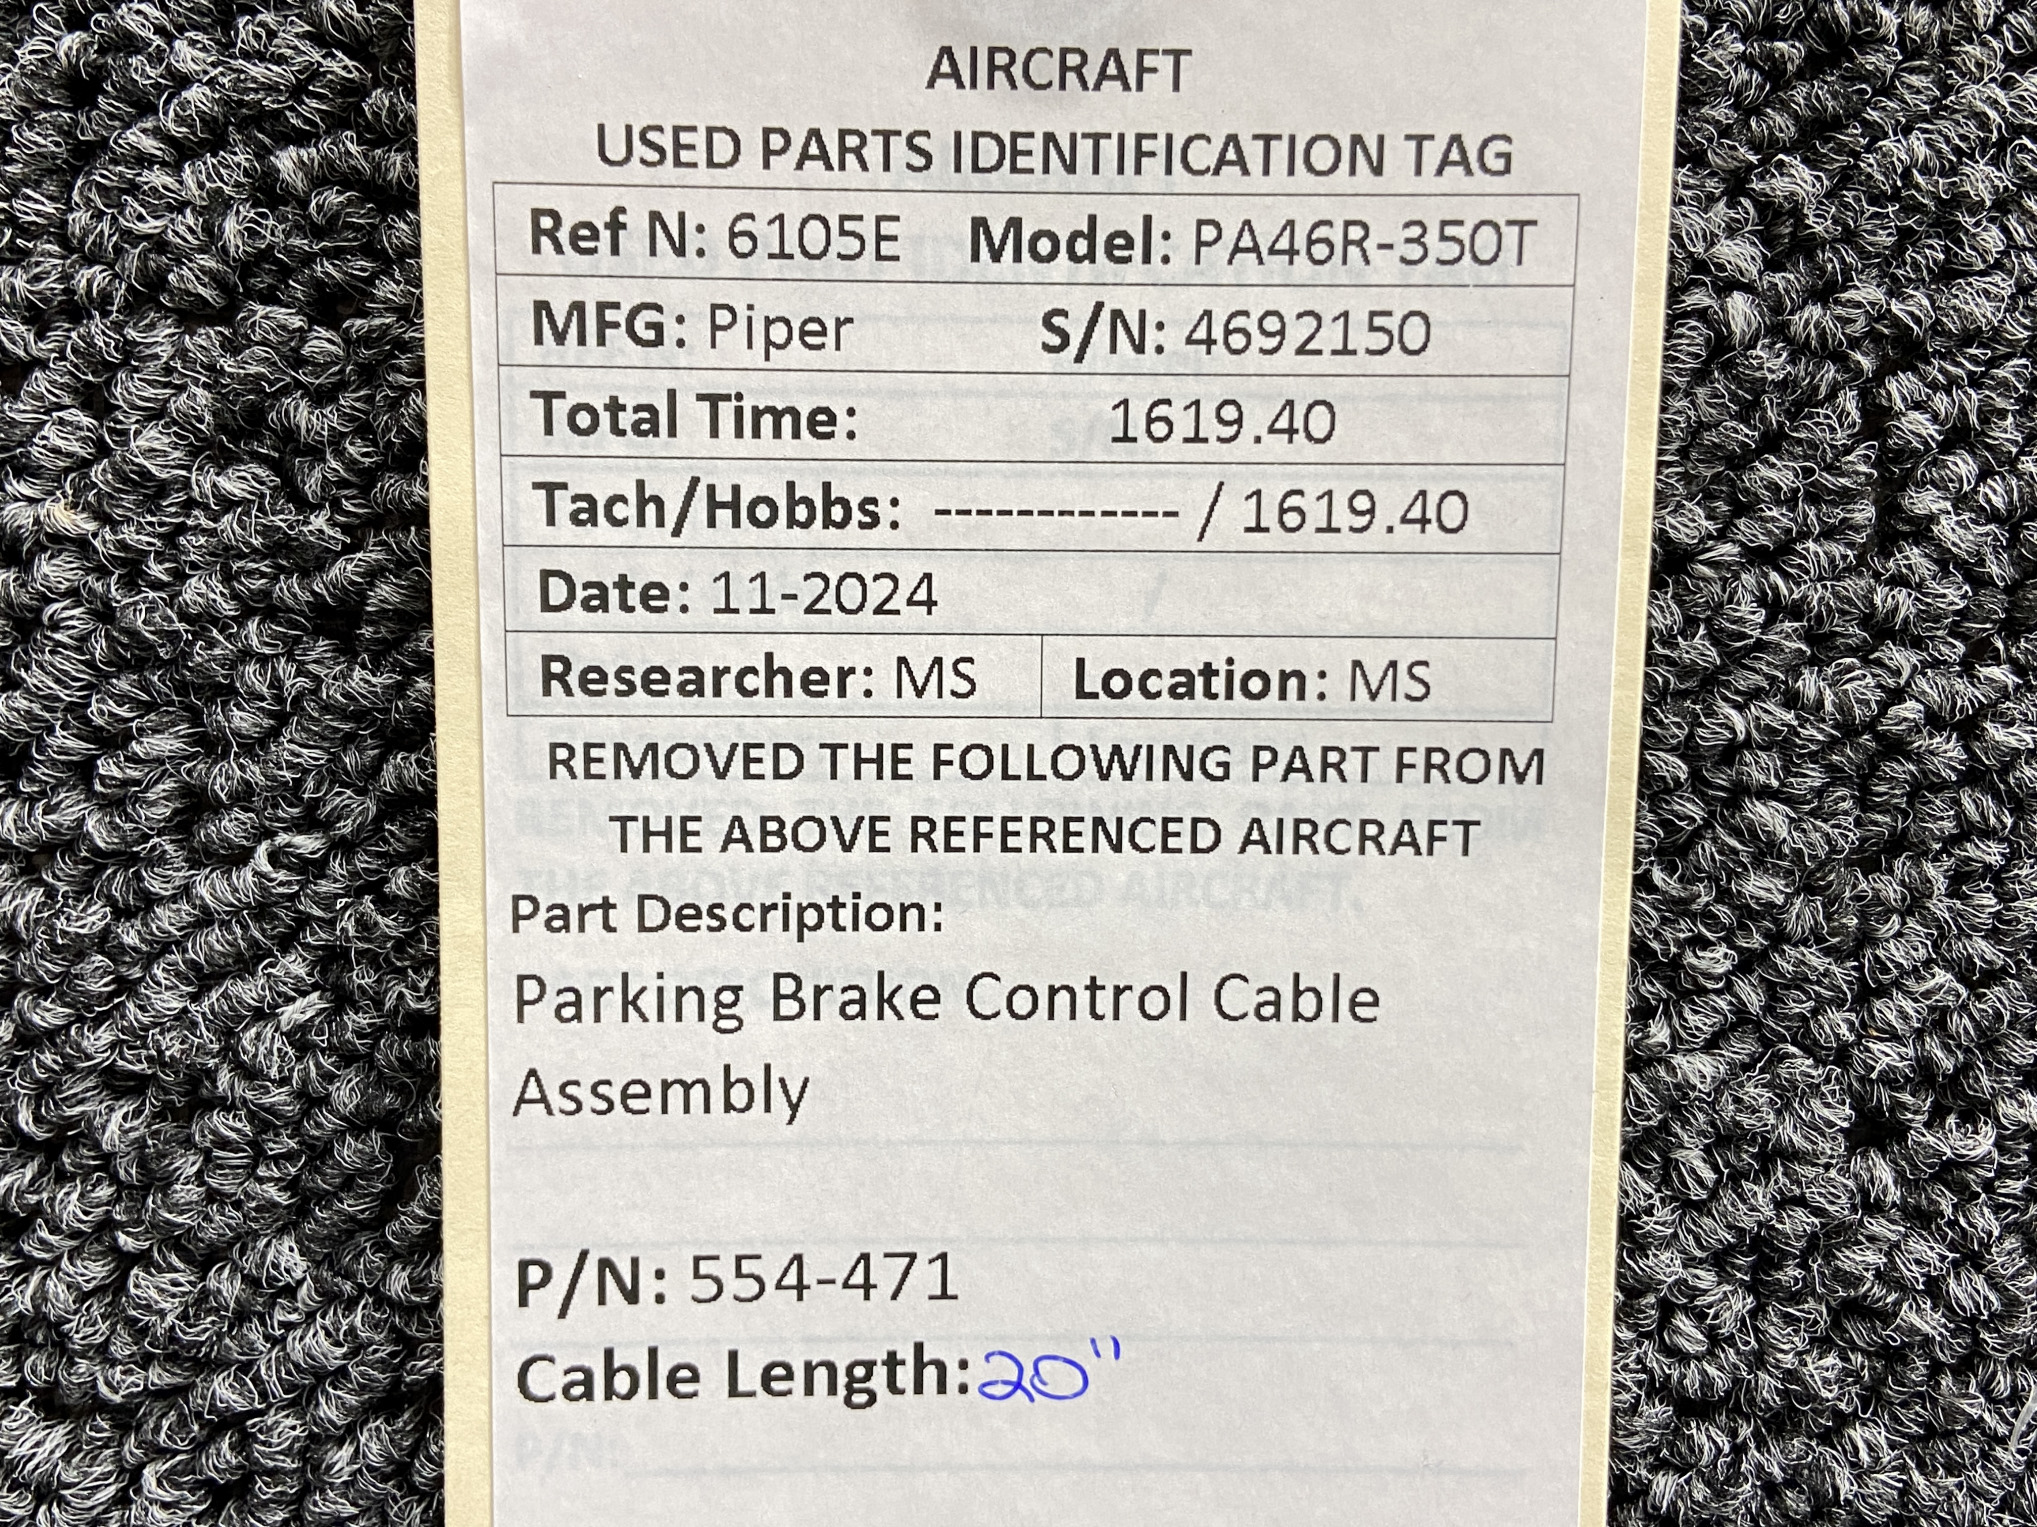 AIRCRAFT
USED PARTS IDENTIFICATION TAG
Ref N: 6105E Model: PA46R-350T
MFG: Piper S/N: 4692150
Total Time: 1619.40
Tach/Hobbs: ------------ / 1619.40
Date: 11-2024
Researcher: MS Location: MS
REMOVED THE FOLLOWING PART FROM
THE ABOVE REFERENCED AIRCRAFT
Part Description:
Parking Brake Control Cable
Assembly
P/N: 554-471
Cable Length: 20"